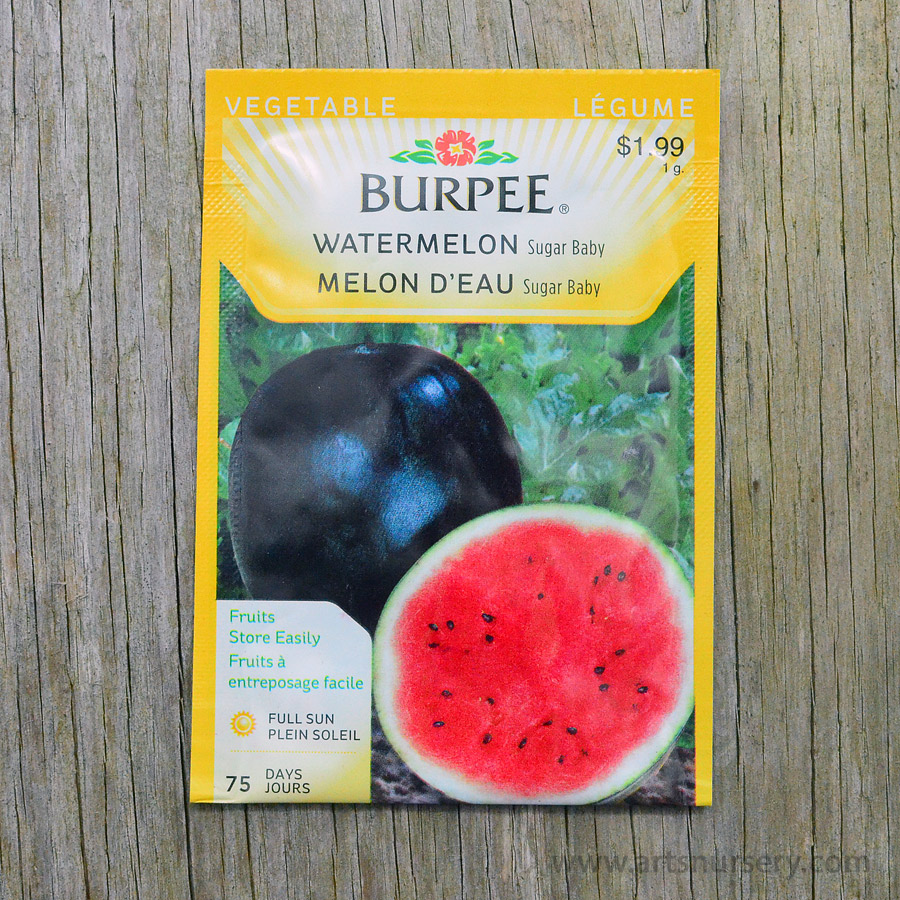 VEGETABLE LÉGUME
$1.99
1 g.
BURPEE®
WATERMELON Sugar Baby
MELON D'EAU Sugar Baby
Fruits
Store Easily
Fruits à
entreposage facile
FULL SUN
PLEIN SOLEIL
75 DAYS
JOURS
www.artsnursery.com